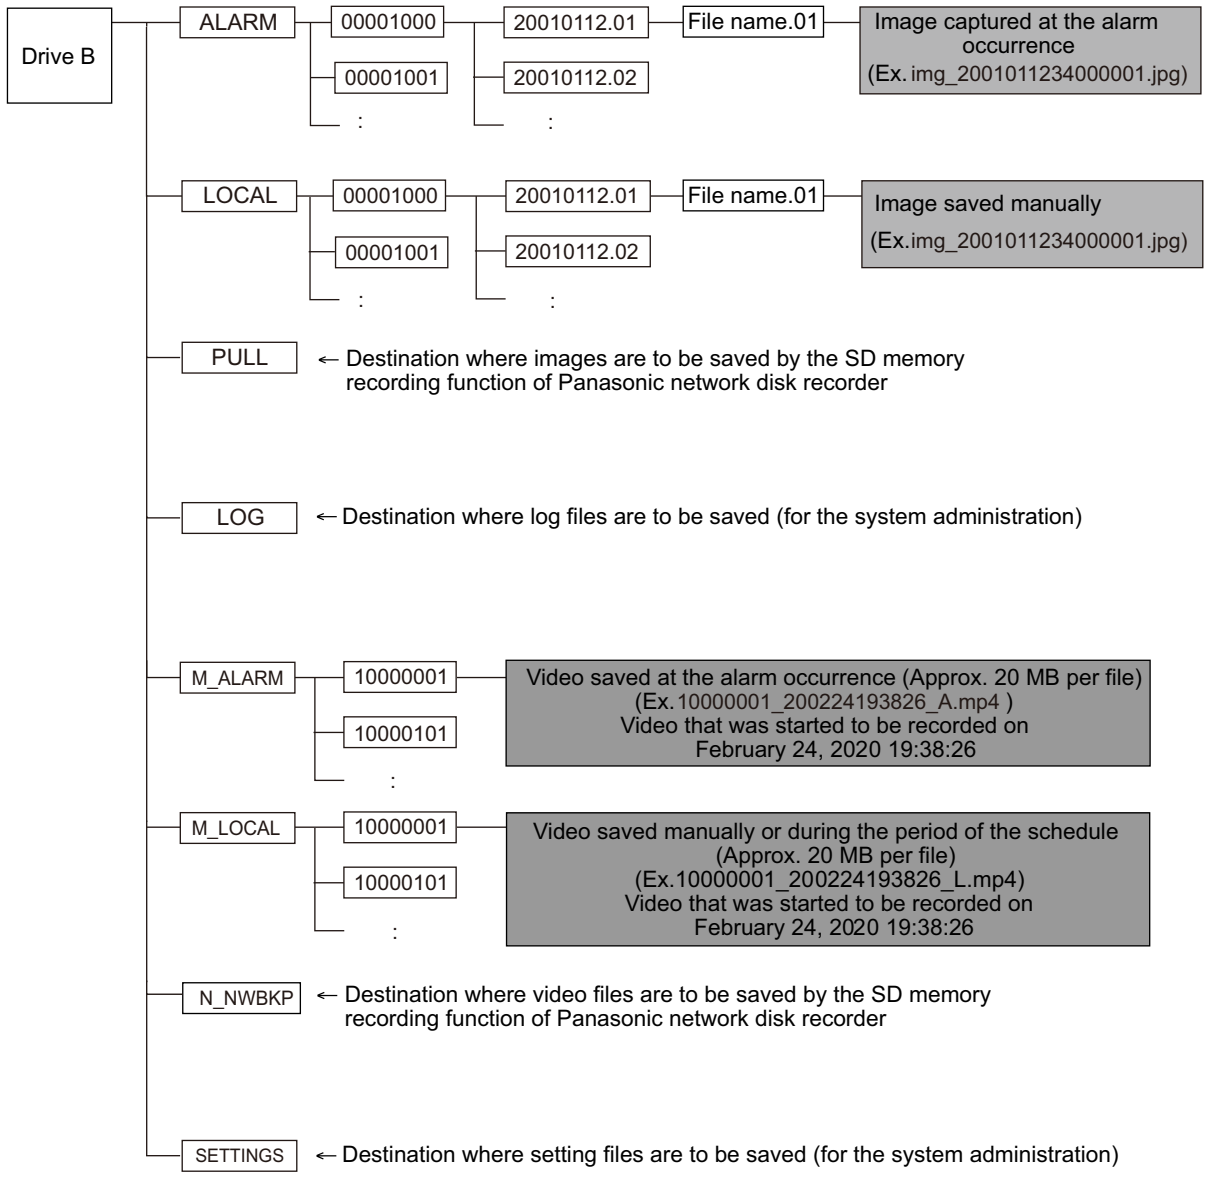 Drive B
ALARM
00001000
20010112.01
File name.01
Image captured at the alarm
occurrence
(Ex. img_2001011234000001.jpg)
00001001
20010112.02
:
:
LOCAL
00001000
20010112.01
File name.01
Image saved manually
(Ex.img_2001011234000001.jpg)
00001001
20010112.02
:
:
PULL
← Destination where images are to be saved by the SD memory
recording function of Panasonic network disk recorder
LOG
← Destination where log files are to be saved (for the system administration)
M_ALARM
10000001
Video saved at the alarm occurrence (Approx. 20 MB per file)
(Ex. 10000001_200224193826_A.mp4 )
Video that was started to be recorded on
February 24, 2020 19:38:26
10000101
:
M_LOCAL
10000001
Video saved manually or during the period of the schedule
(Approx. 20 MB per file)
(Ex.10000001_200224193826_L.mp4)
Video that was started to be recorded on
February 24, 2020 19:38:26
10000101
:
N_NWBKP
← Destination where video files are to be saved by the SD memory
recording function of Panasonic network disk recorder
SETTINGS
← Destination where setting files are to be saved (for the system administration)